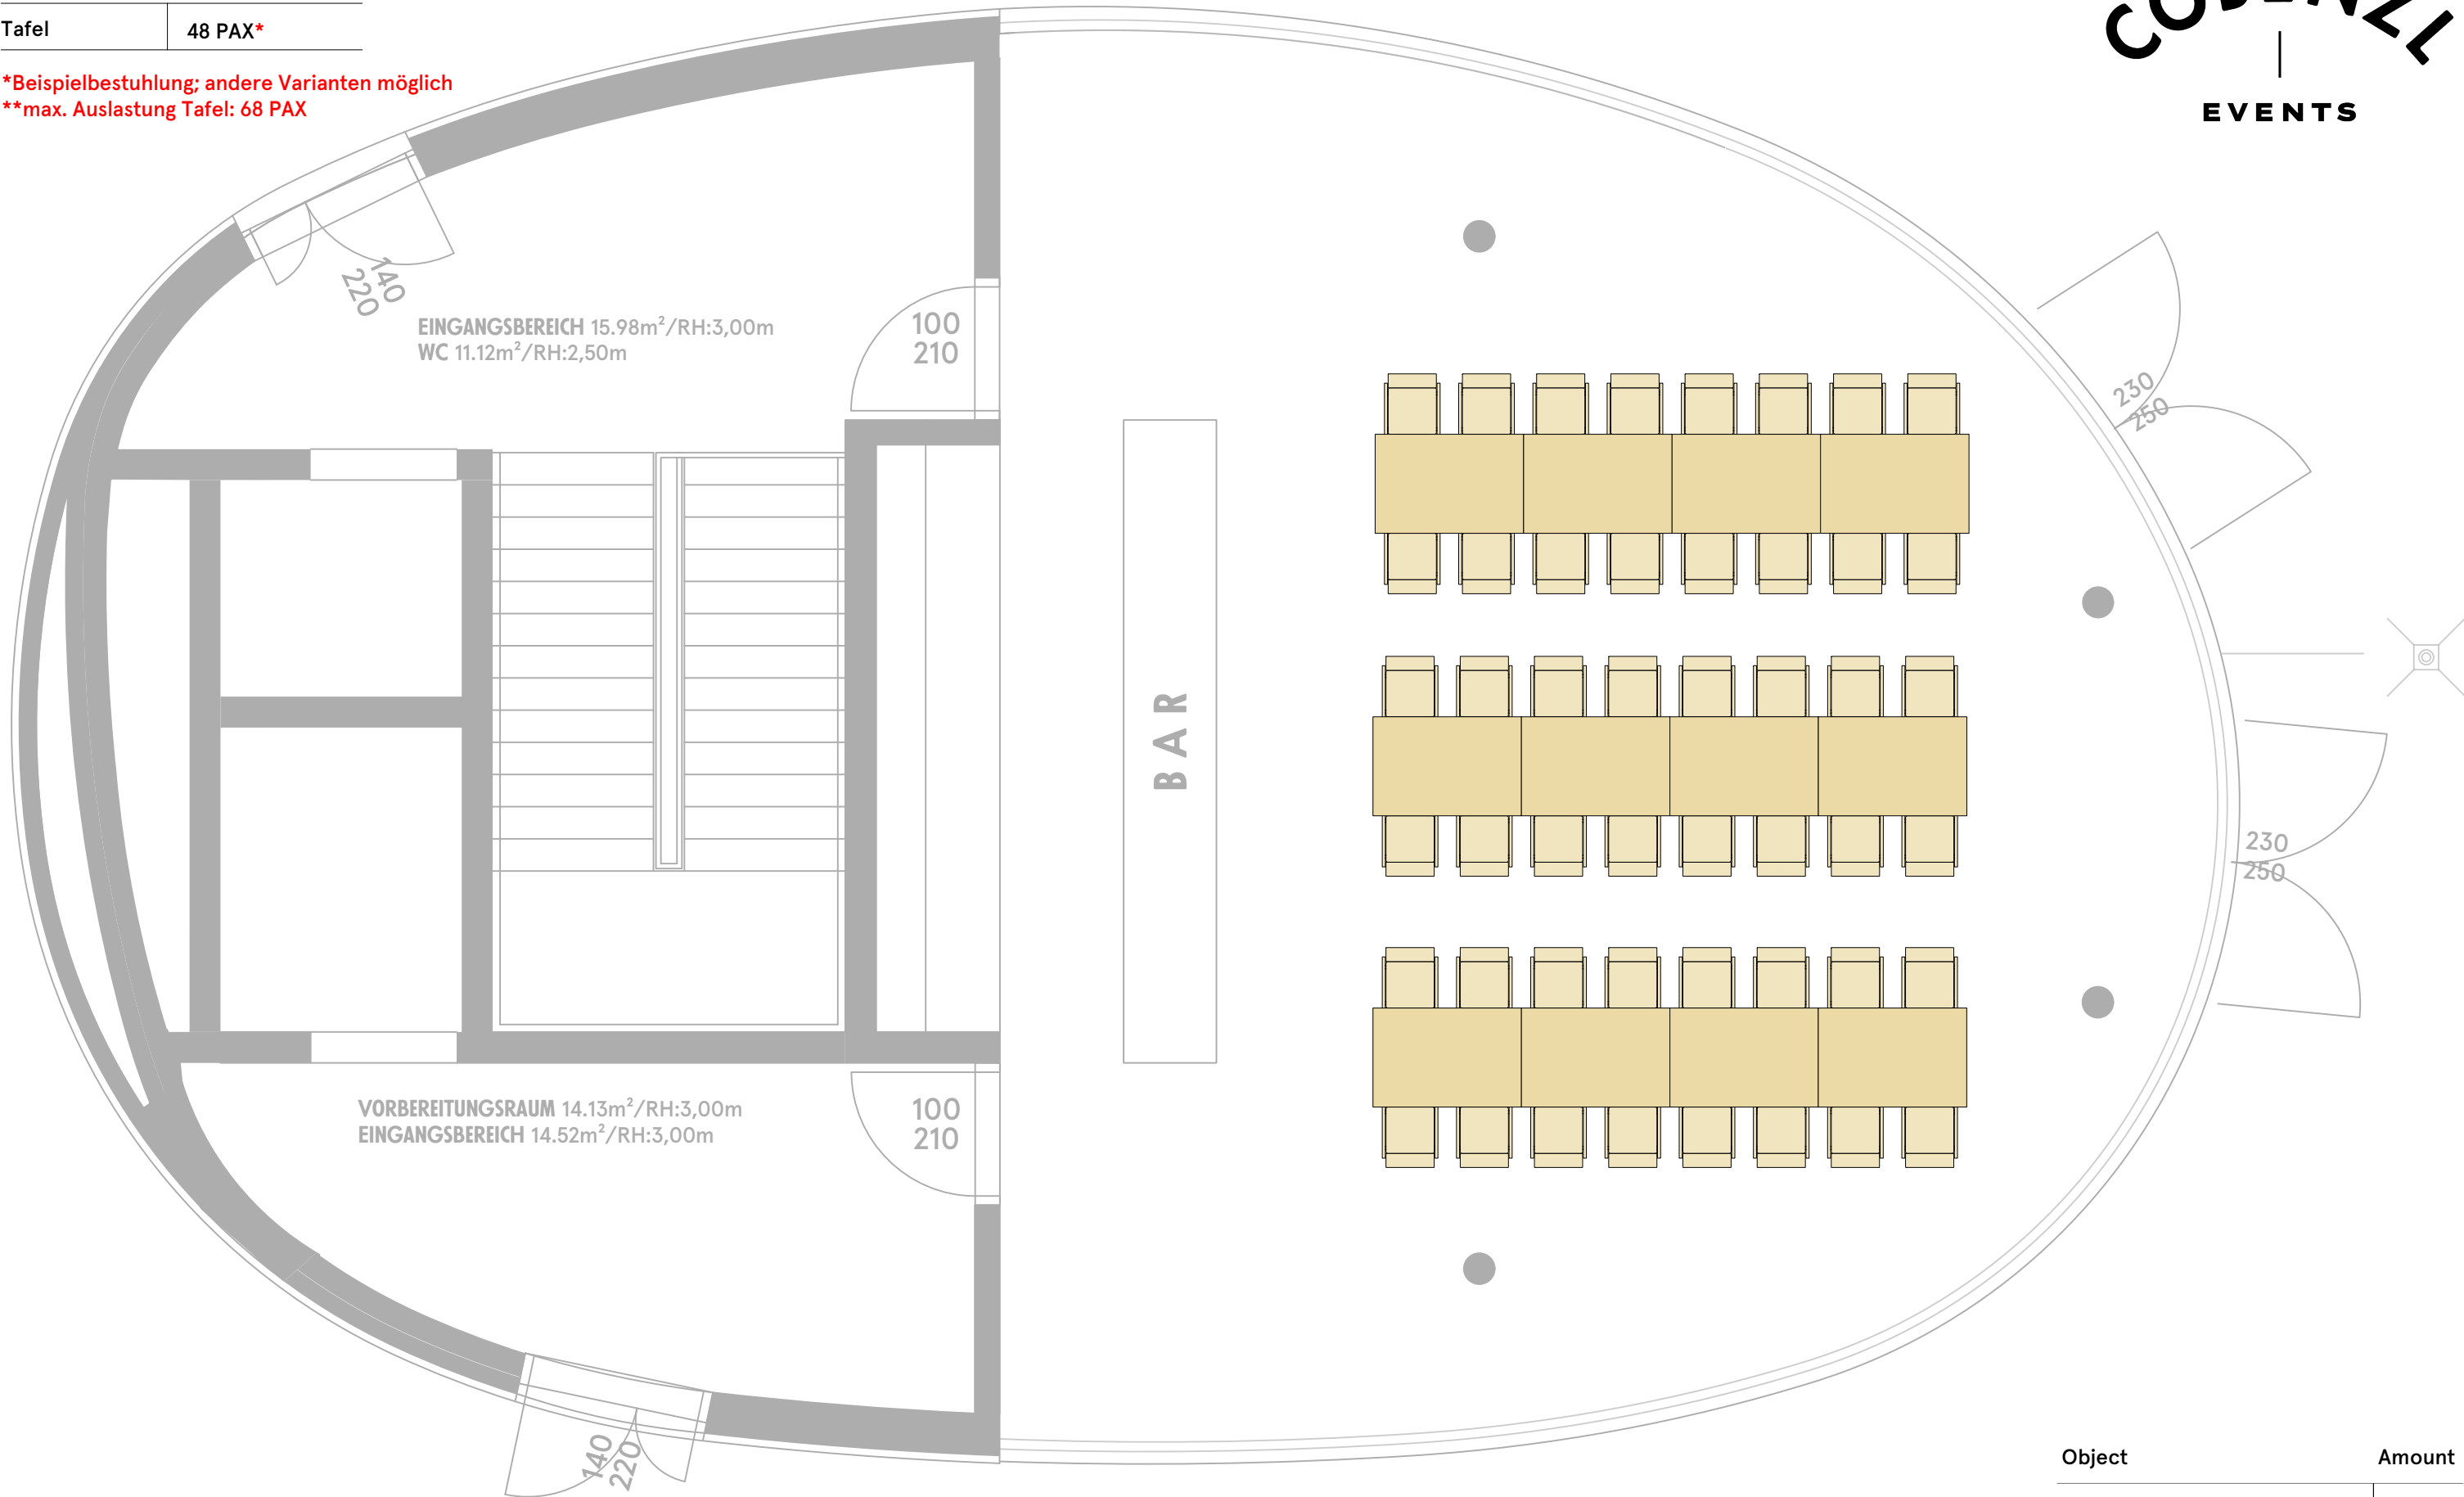 Tafel 48 PAX*
*Beispielbestuhlung; andere Varianten möglich
**max. Auslastung Tafel: 68 PAX
COBENZL
EVENTS
140
220
EINGANGSBEREICH 15.98m²/RH:3,00m
WC 11.12m²/RH:2,50m
100
210
230
250
BAR
230
250
VORBEREITUNGSRAUM 14.13m²/RH:3,00m
EINGANGSBEREICH 14.52m²/RH:3,00m
100
210
140
220
Object Amount